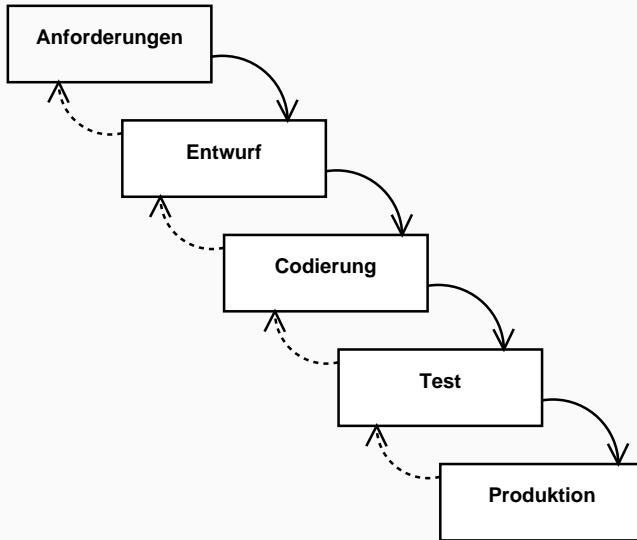 Anforderungen
Entwurf
Codierung
Test
Produktion